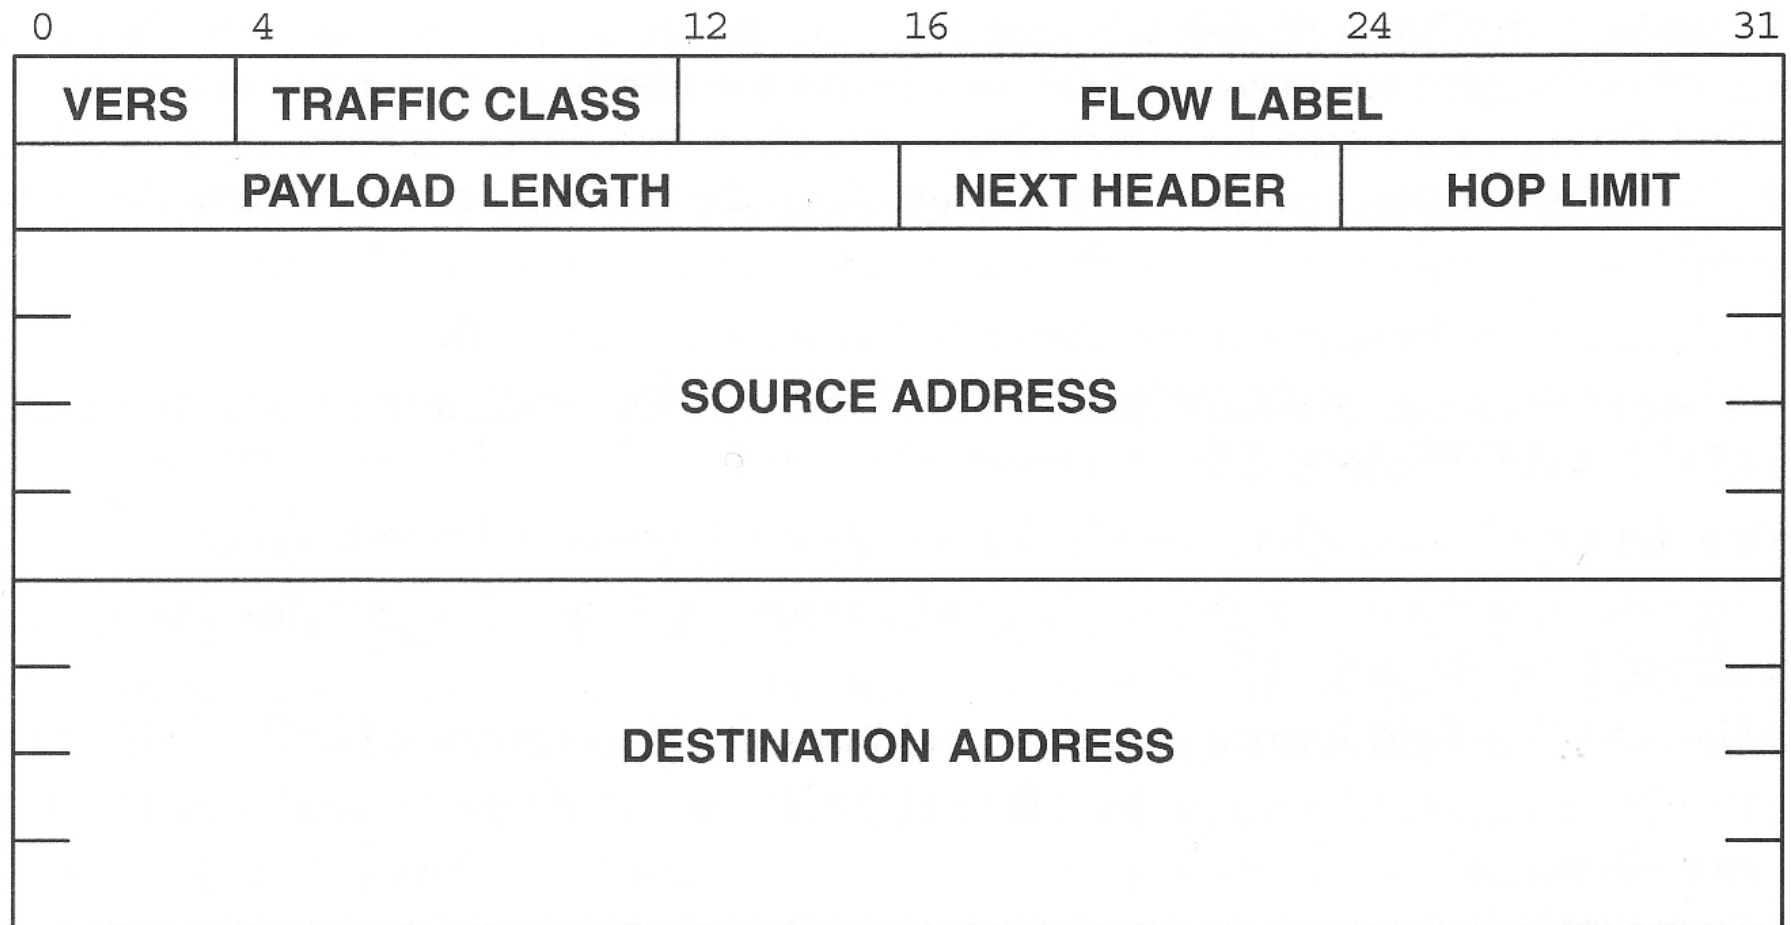 0 4 12 16 24 31
VERS TRAFFIC CLASS FLOW LABEL
PAYLOAD LENGTH NEXT HEADER HOP LIMIT
SOURCE ADDRESS
DESTINATION ADDRESS